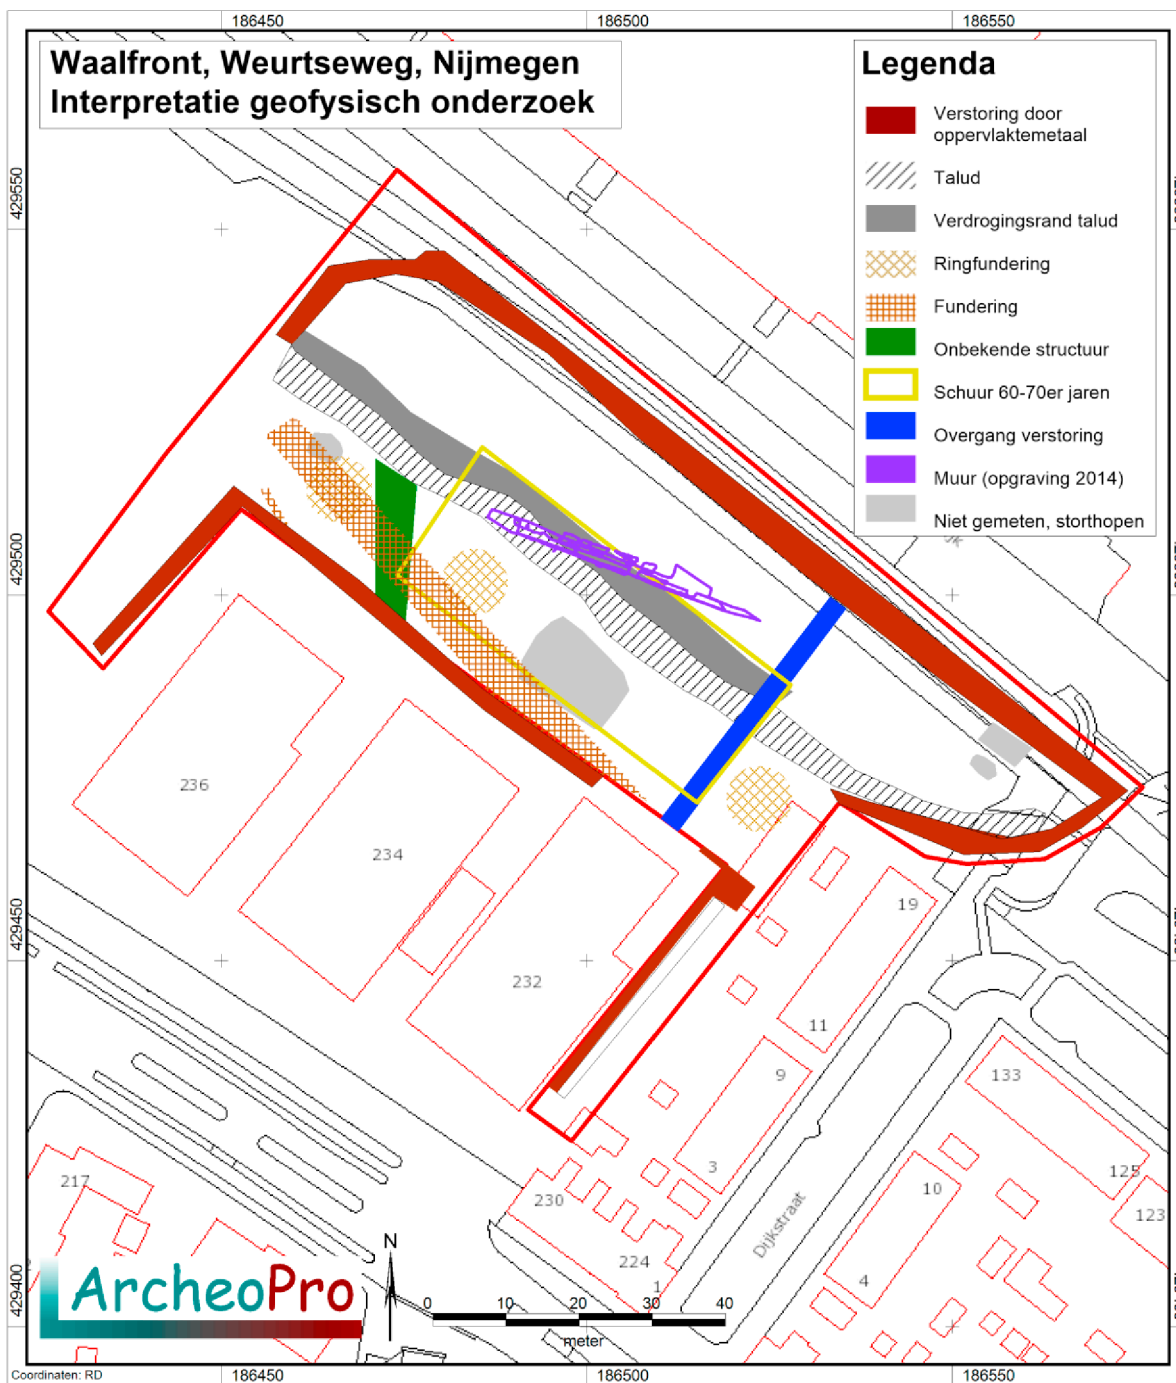 186450
186500
186550
Waalfront, Weurtseweg, Nijmegen
Interpretatie geofysisch onderzoek
Legenda
Verstoring door
oppervlaktemetaal
Talud
Verdrogingsrand talud
Ringfundering
Fundering
Onbekende structuur
Schuur 60-70er jaren
Overgang verstoring
Muur (opgraving 2014)
Niet gemeten, storthopen
429550
429500
429450
429400
236
234
232
19
11
9
3
133
125
123
10
4
217
230
224
1
Dijkstraat
ArcheoPro
N
0 10 20 30 40
meter
Coordinaten: RD
186450
186500
186550